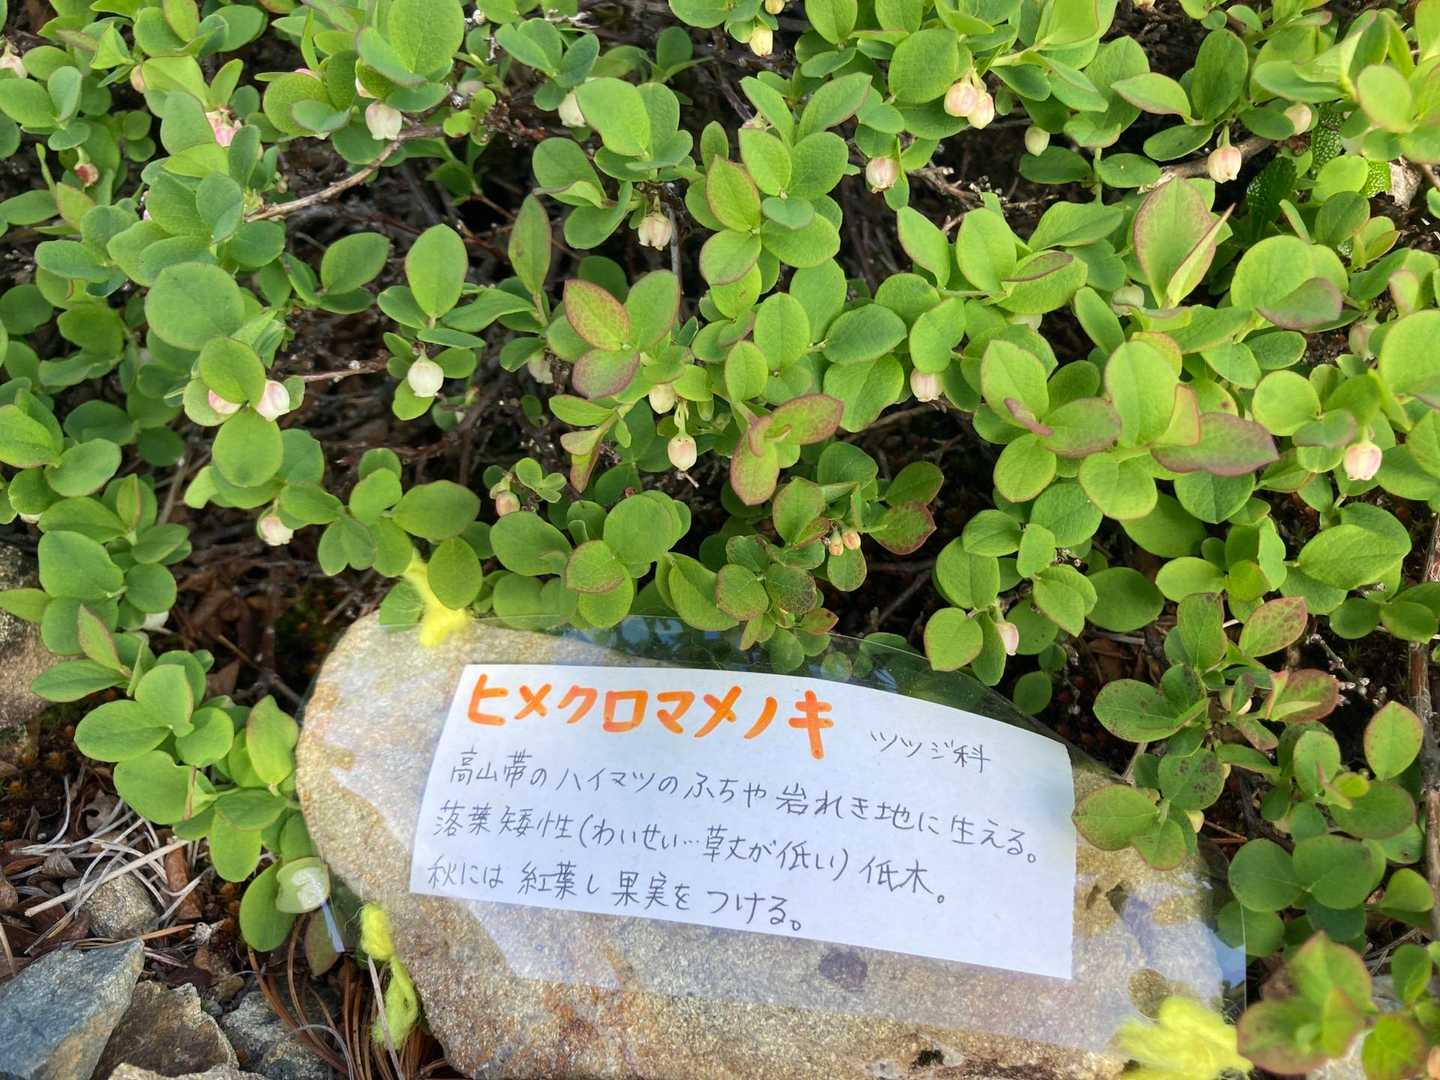 ヒメクロマメノキ ツツジ科
高山帯のハイマツのふちや岩れき地に生える。
落葉矮性(わいせい…草丈が低い)低木。
秋には紅葉し果実をつける。